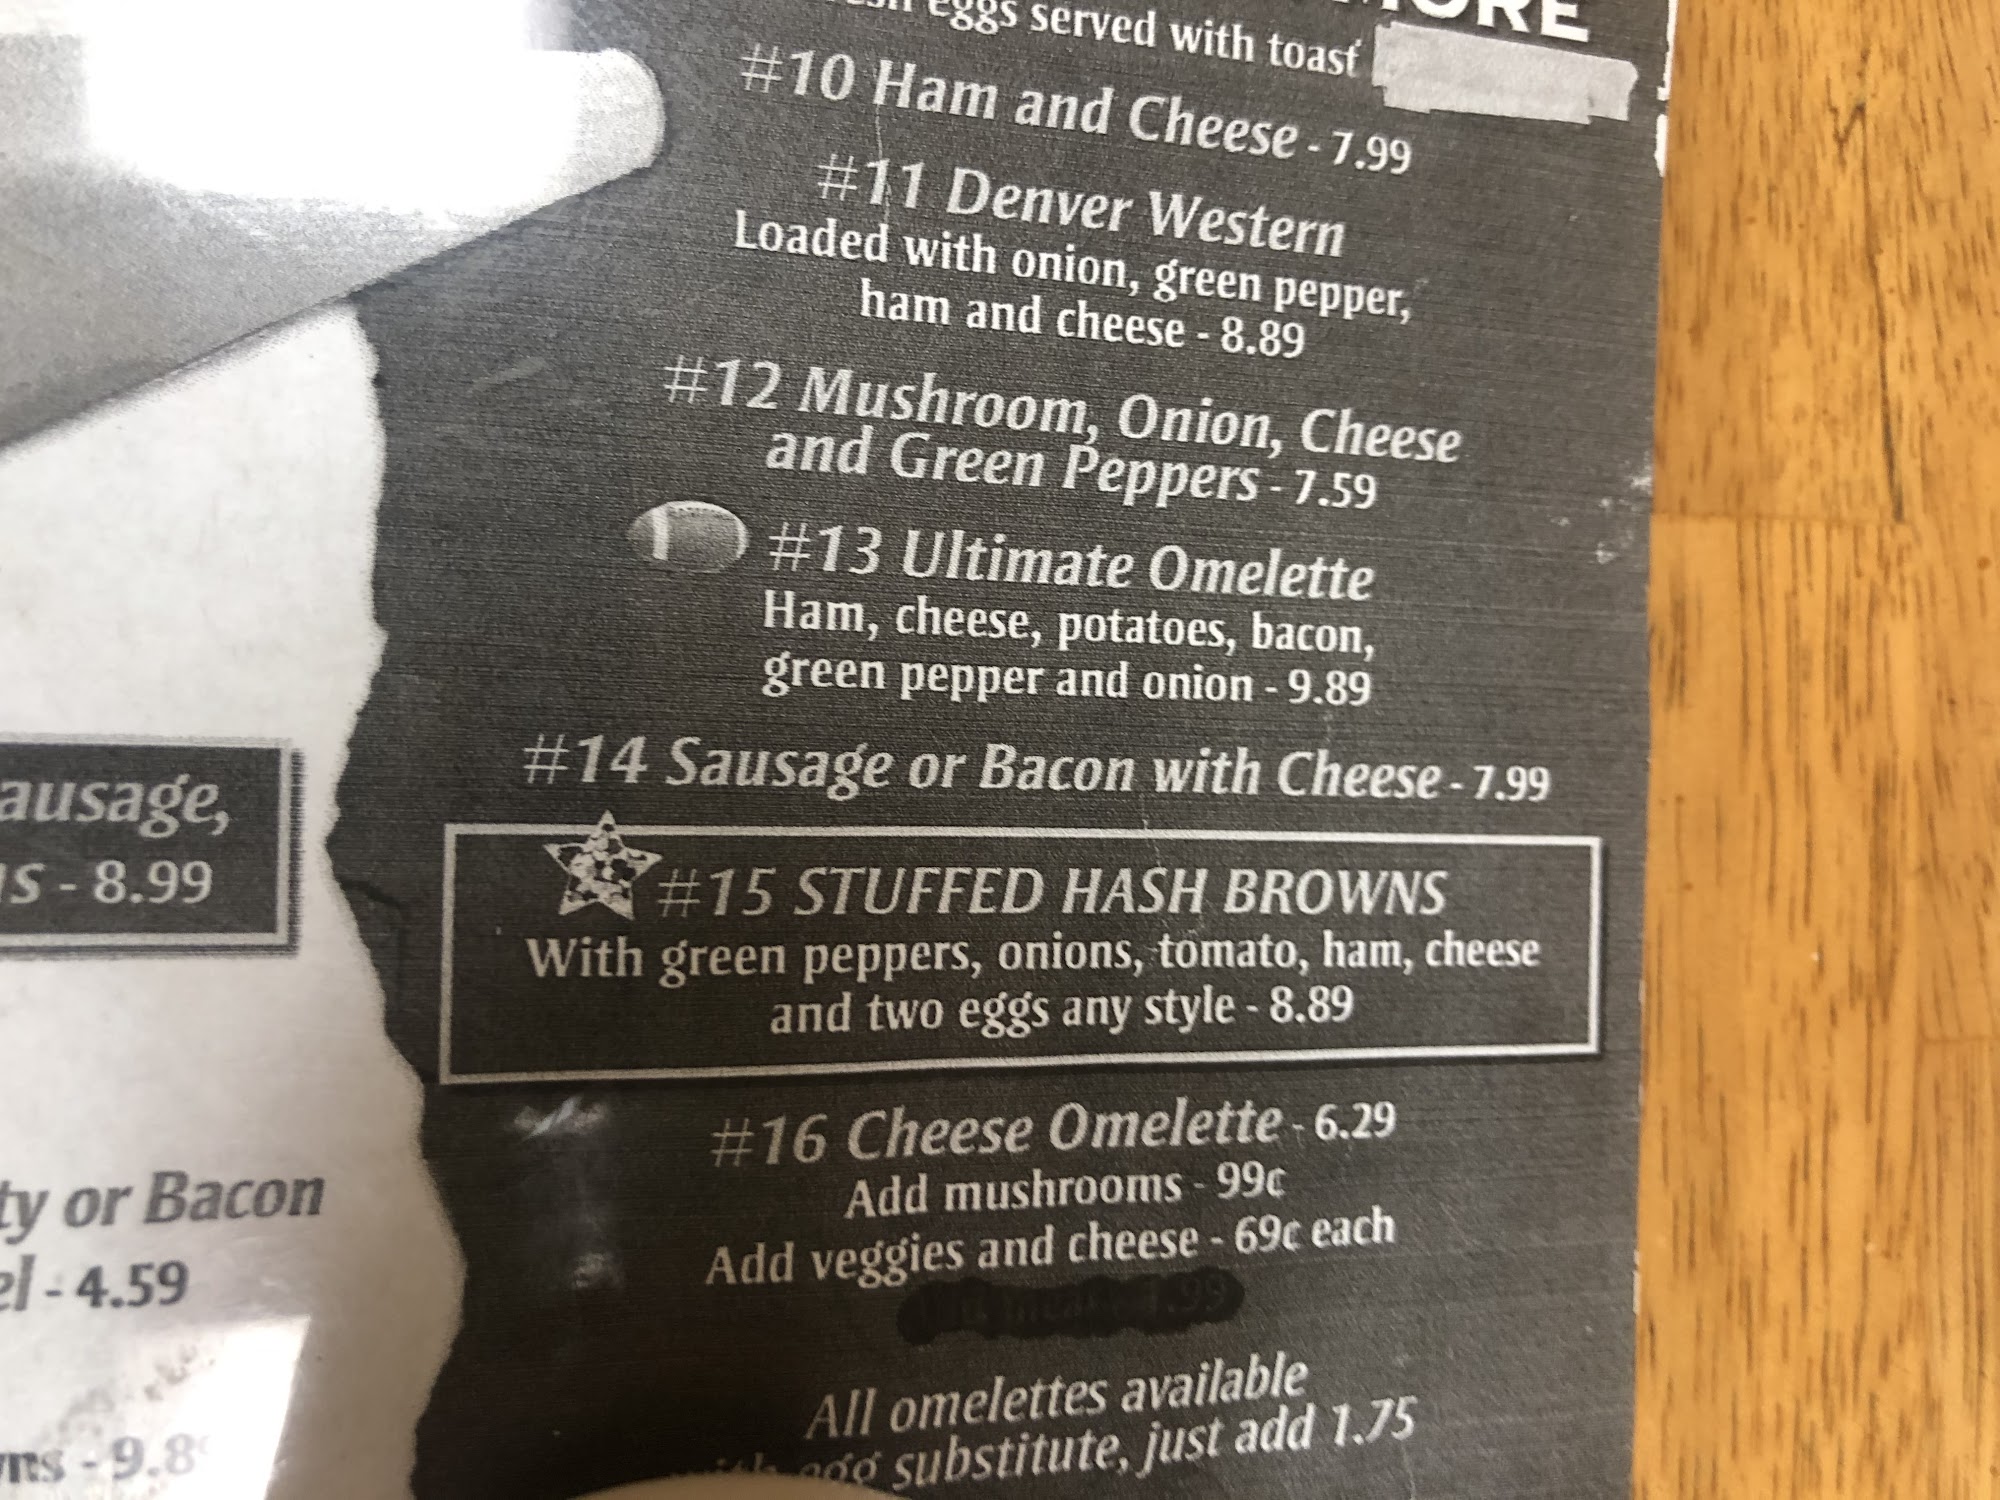 MORE
eggs served with toast
#10 Ham and Cheese - 7.99
#11 Denver Western
Loaded with onion, green pepper,
ham and cheese - 8.89
#12 Mushroom, Onion, Cheese
and Green Peppers - 7.59
#13 Ultimate Omelette
Ham, cheese, potatoes, bacon,
green pepper and onion - 9.89
#14 Sausage or Bacon with Cheese - 7.99
#15 STUFFED HASH BROWNS
With green peppers, onions, tomato, ham, cheese
and two eggs any style - 8.89
#16 Cheese Omelette - 6.29
Add mushrooms - 99¢
Add veggies and cheese - 69¢ each
All omelettes available
egg substitute, just add 1.75
ausage,
- 8.99
ty or Bacon
el - 4.59
- 9.8